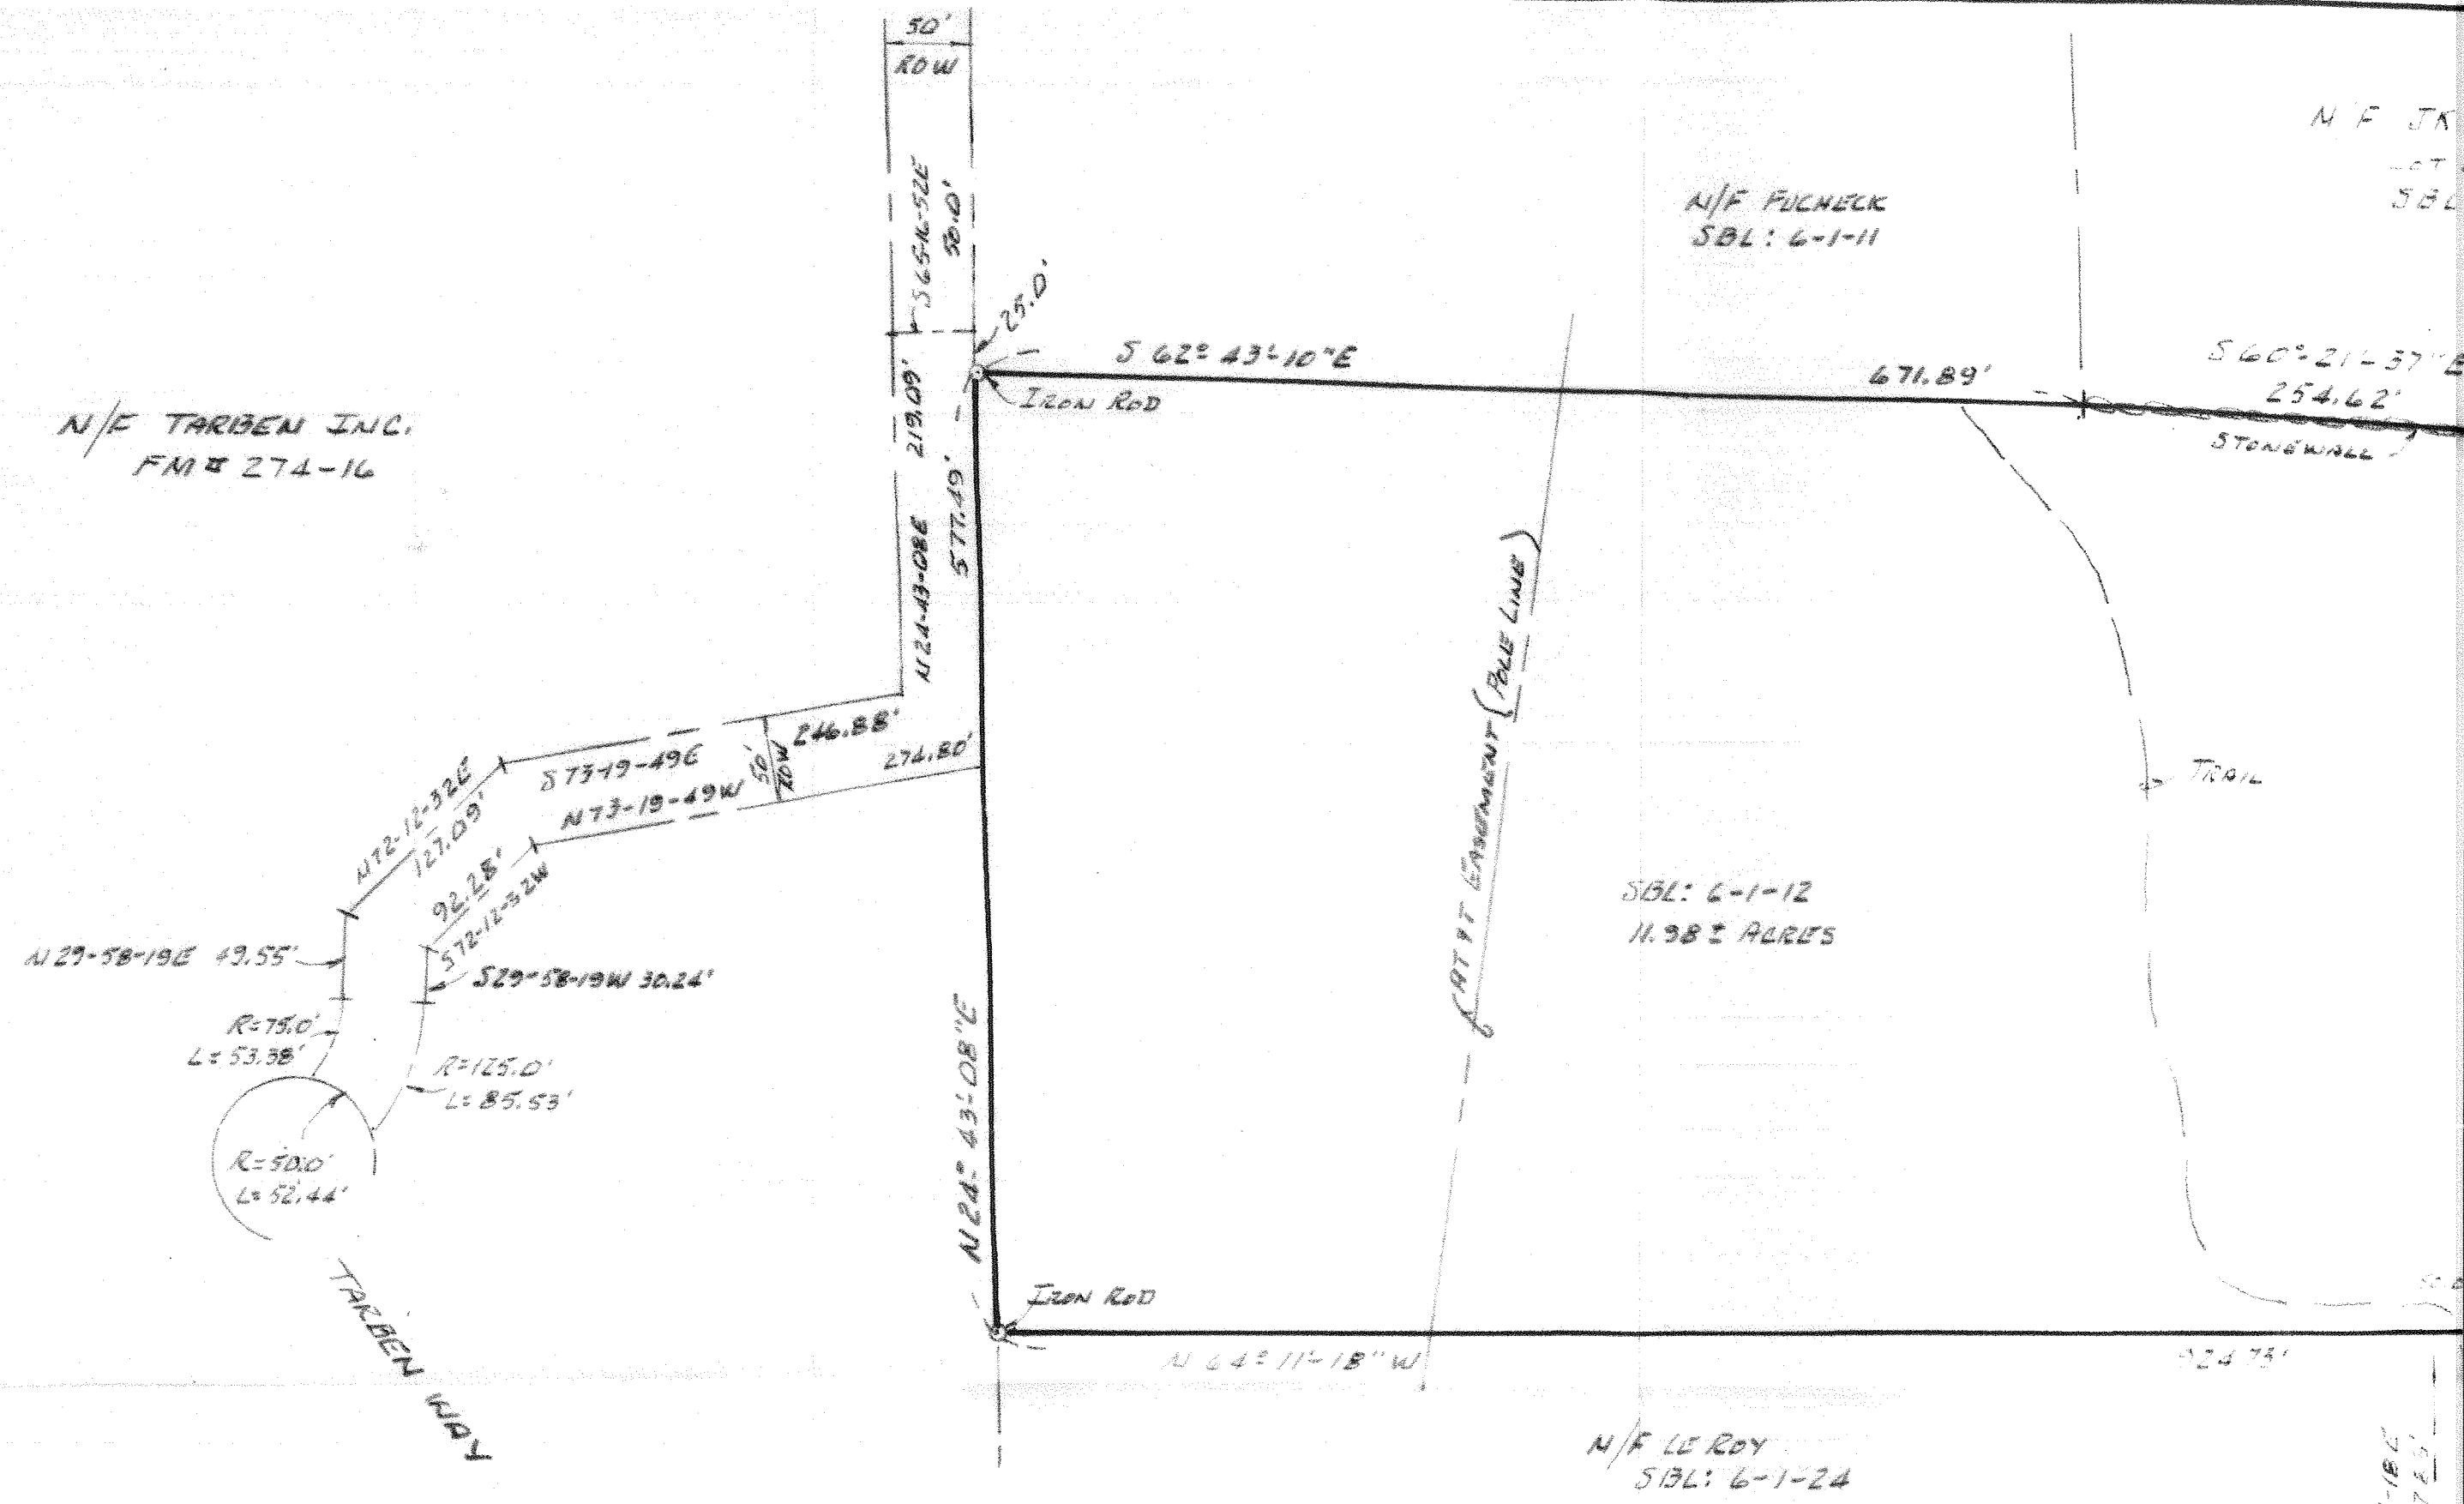 50'
ROW
S65-16-52E
50.0'
25.0'
N/F FUCHECK
SBL: 6-1-11
S 62° 43'-10"E
671.89'
S 60°-21'-37"E
254.62'
STONEWALL
IRON ROD
N/F TARBEN INC.
FM # 274-16
219.09'
N24-43-08E
577.49'
246.88'
S73-19-49E
50'
ROW
274.80'
N73-19-49W
N72-12-32E
127.09'
92.28'
S72-12-32W
N29-58-19E 49.55'
S29-58-19W 30.24'
R=75.0'
L=53.38'
R=125.0'
L=85.53'
R=50.0'
L=52.44'
TARBEN WAY
AT&T EASEMENT (POLE LINE)
TRAIL
SBL: 6-1-12
11.98± ACRES
N 24°-43'-08"E
IRON ROD
N 64°-11'-18"W
924.73'
N/F LE ROY
SBL: 6-1-24